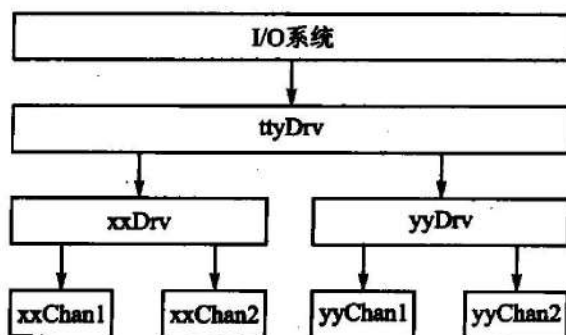 I/O系统
ttyDrv
xxDrv
yyDrv
xxChan1
xxChan2
yyChan1
yyChan2